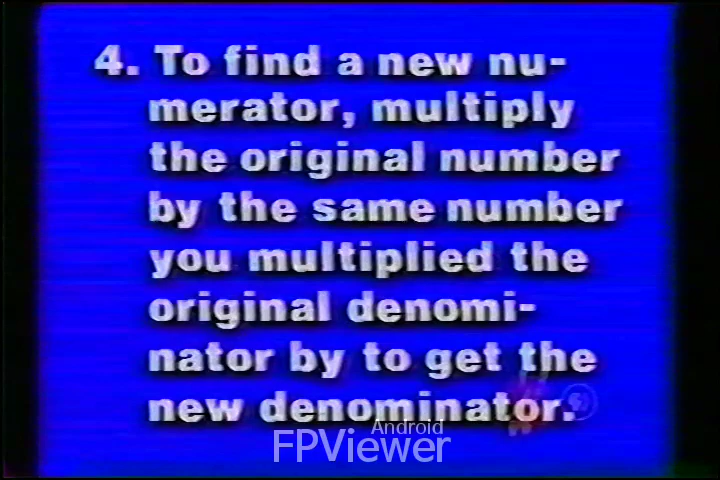 4. To find a new nu-
merator, multiply
the original number
by the same number
you multiplied the
original denomi-
nator by to get the
new denominator.
Android
FPViewer